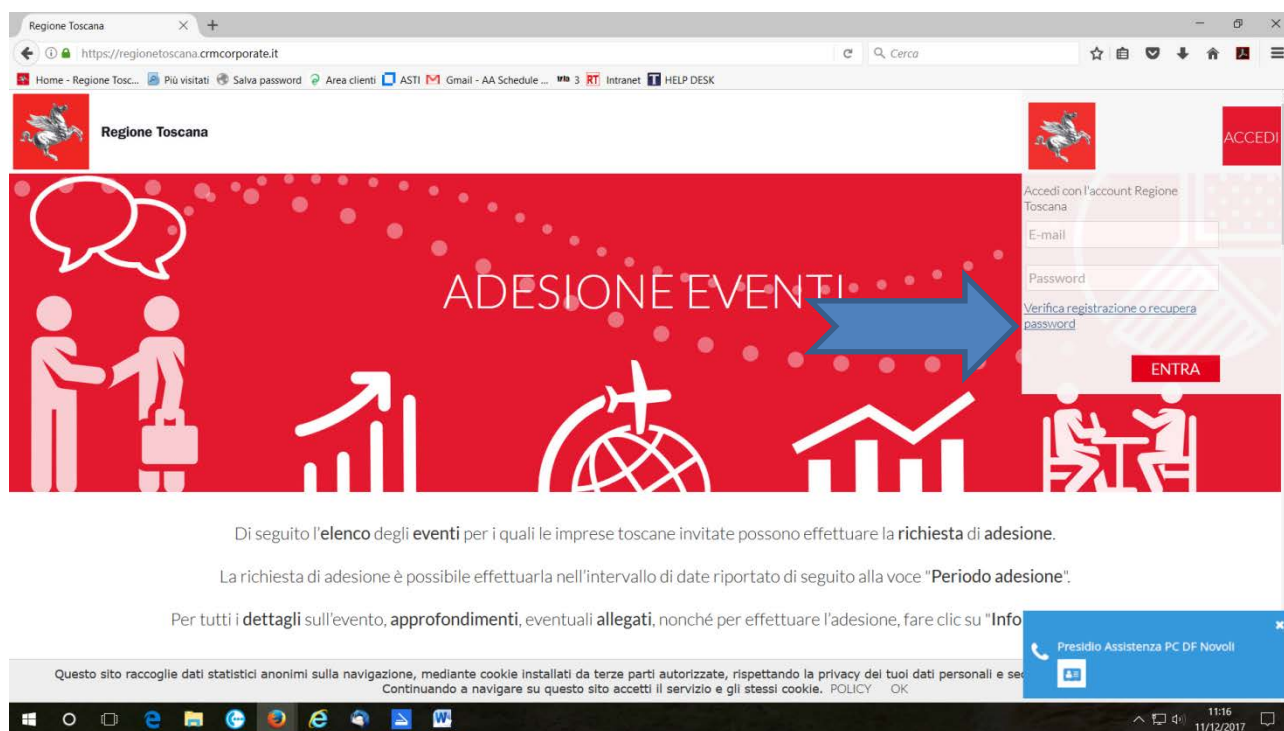 Regione Toscana
https://regionetoscana.crmcorporate.it
Cerca
Home - Regione Tosc... Più visitati Salva password Area clienti ASTI Gmail - AA Schedule ... 3 RT Intranet HELP DESK
Regione Toscana
ACCEDI
Accedi con l'account Regione
Toscana
E-mail
Password
Verifica registrazione o recupera
password
ENTRA
ADESIONE EVENTI
Di seguito l'elenco degli eventi per i quali le imprese toscane invitate possono effettuare la richiesta di adesione.
La richiesta di adesione è possibile effettuarla nell'intervallo di date riportato di seguito alla voce "Periodo adesione".
Per tutti i dettagli sull'evento, approfondimenti, eventuali allegati, nonché per effettuare l'adesione, fare clic su "Info
Presidio Assistenza PC DF Novoli
Questo sito raccoglie dati statistici anonimi sulla navigazione, mediante cookie installati da terze parti autorizzate, rispettando la privacy dei tuoi dati personali e
Continuando a navigare su questo sito accetti il servizio e gli stessi cookie. POLICY OK
11:16
11/12/2017